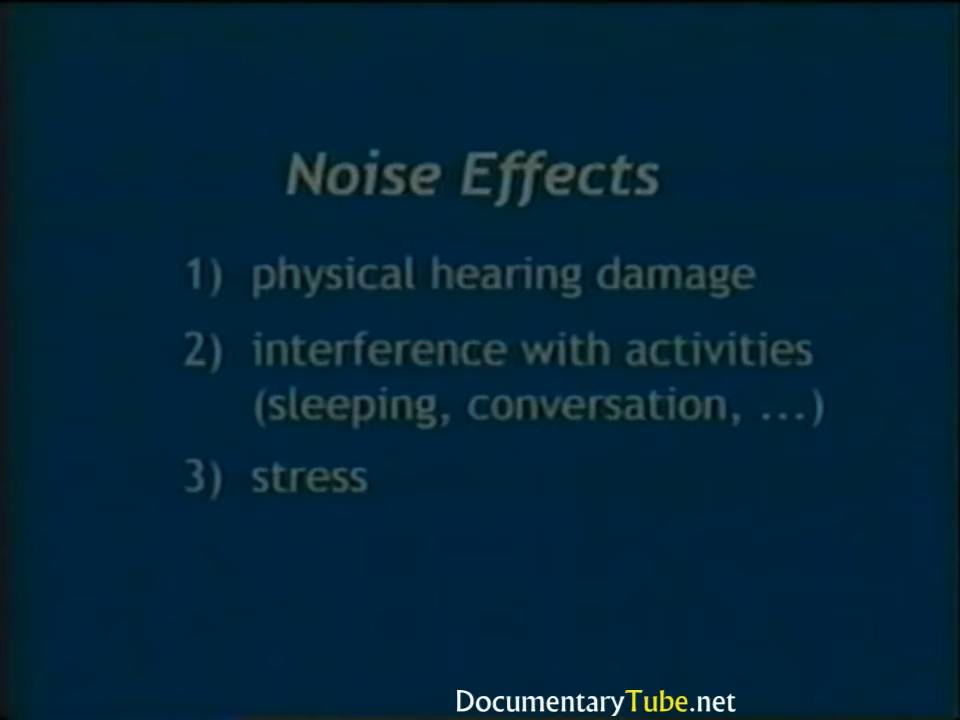 Noise Effects
1) physical hearing damage
2) interference with activities
(sleeping, conversation, ...)
3) stress
DocumentaryTube.net